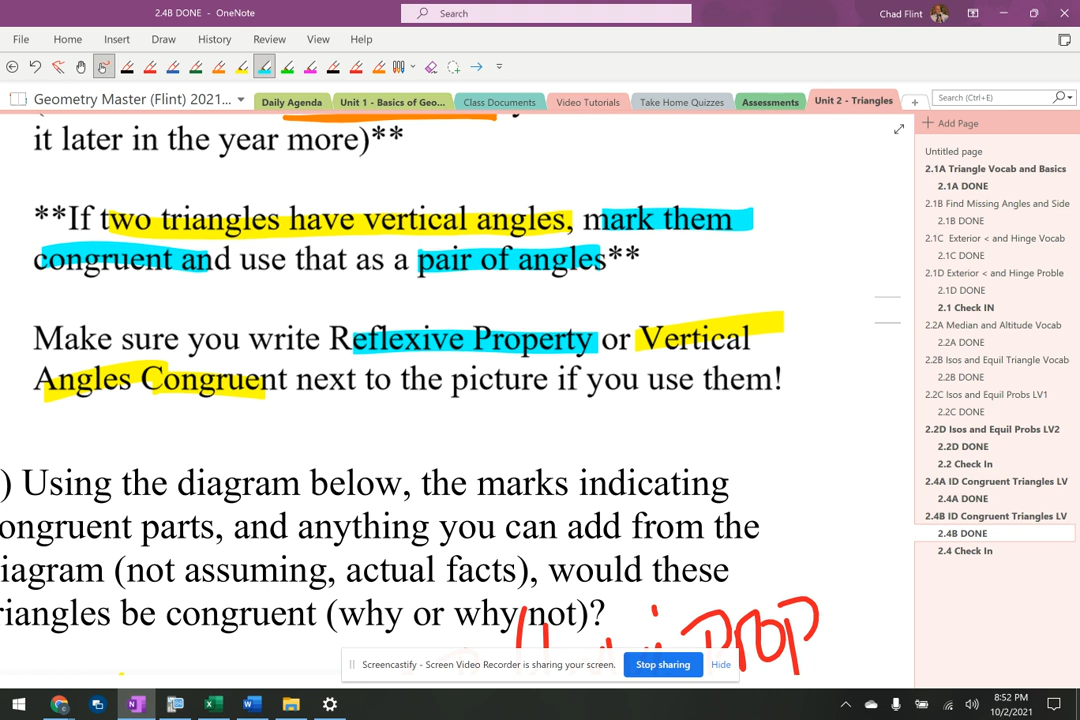 2.4B DONE - OneNote
Search
Chad Flint
File Home Insert Draw History Review View Help
Geometry Master (Flint) 2021...
Daily Agenda
Unit 1 - Basics of Geo...
Class Documents
Video Tutorials
Take Home Quizzes
Assessments
Unit 2 - Triangles
Search (Ctrl+E)
it later in the year more)**
**If two triangles have vertical angles, mark them
congruent and use that as a pair of angles**
Make sure you write Reflexive Property or Vertical
Angles Congruent next to the picture if you use them!
) Using the diagram below, the marks indicating
ongruent parts, and anything you can add from the
iagram (not assuming, actual facts), would these
riangles be congruent (why or why not)?
Prop
Add Page
Untitled page
2.1A Triangle Vocab and Basics
2.1A DONE
2.1B Find Missing Angles and Side
2.1B DONE
2.1C Exterior < and Hinge Vocab
2.1C DONE
2.1D Exterior < and Hinge Proble
2.1D DONE
2.1 Check IN
2.2A Median and Altitude Vocab
2.2A DONE
2.2B Isos and Equil Triangle Vocab
2.2B DONE
2.2C Isos and Equil Probs LV1
2.2C DONE
2.2D Isos and Equil Probs LV2
2.2D DONE
2.2 Check In
2.4A ID Congruent Triangles LV
2.4A DONE
2.4B ID Congruent Triangles LV
2.4B DONE
2.4 Check In
Screencastify - Screen Video Recorder is sharing your screen.
Stop sharing
Hide
8:52 PM
10/2/2021